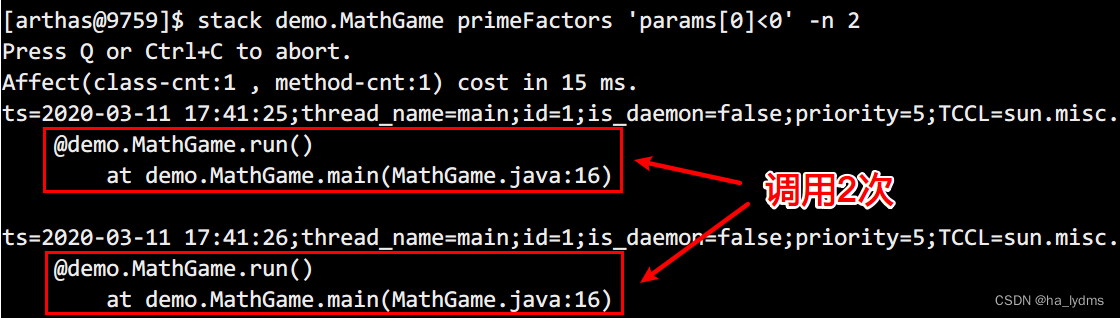 [arthas@9759]$ stack demo.MathGame primeFactors 'params[0]<0' -n 2
Press Q or Ctrl+C to abort.
Affect(class-cnt:1 , method-cnt:1) cost in 15 ms.
ts=2020-03-11 17:41:25;thread_name=main;id=1;is_daemon=false;priority=5;TCCL=sun.misc.
@demo.MathGame.run()
at demo.MathGame.main(MathGame.java:16)
调用2次
ts=2020-03-11 17:41:26;thread_name=main;id=1;is_daemon=false;priority=5;TCCL=sun.misc.
@demo.MathGame.run()
at demo.MathGame.main(MathGame.java:16)
CSDN @ha_lydms